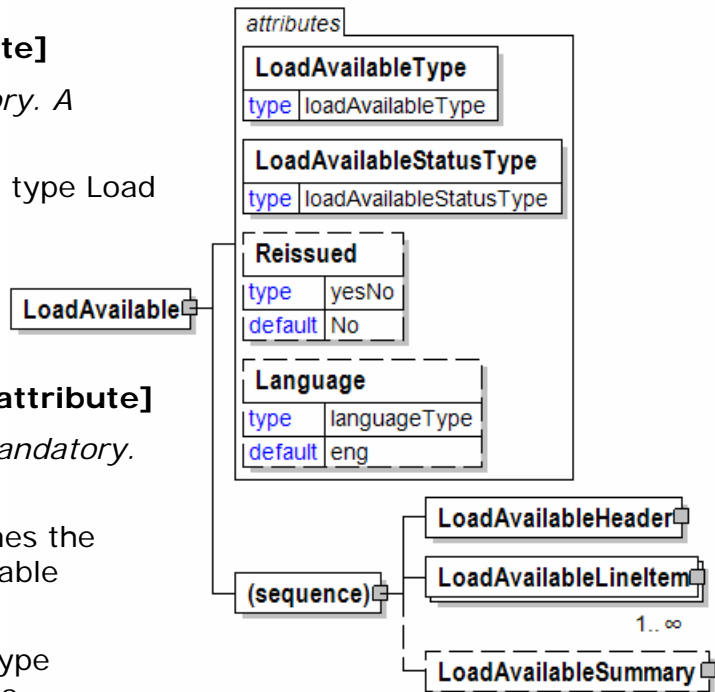 te]
ory. A
type Load
attribute]
andatory.
nes the
able
ype
attributes
LoadAvailableType
type loadAvailableType
LoadAvailableStatusType
type loadAvailableStatusType
Reissued
type yesNo
default No
Language
type languageType
default eng
LoadAvailable
(sequence)
LoadAvailableHeader
LoadAvailableLineItem
1.. ∞
LoadAvailableSummary